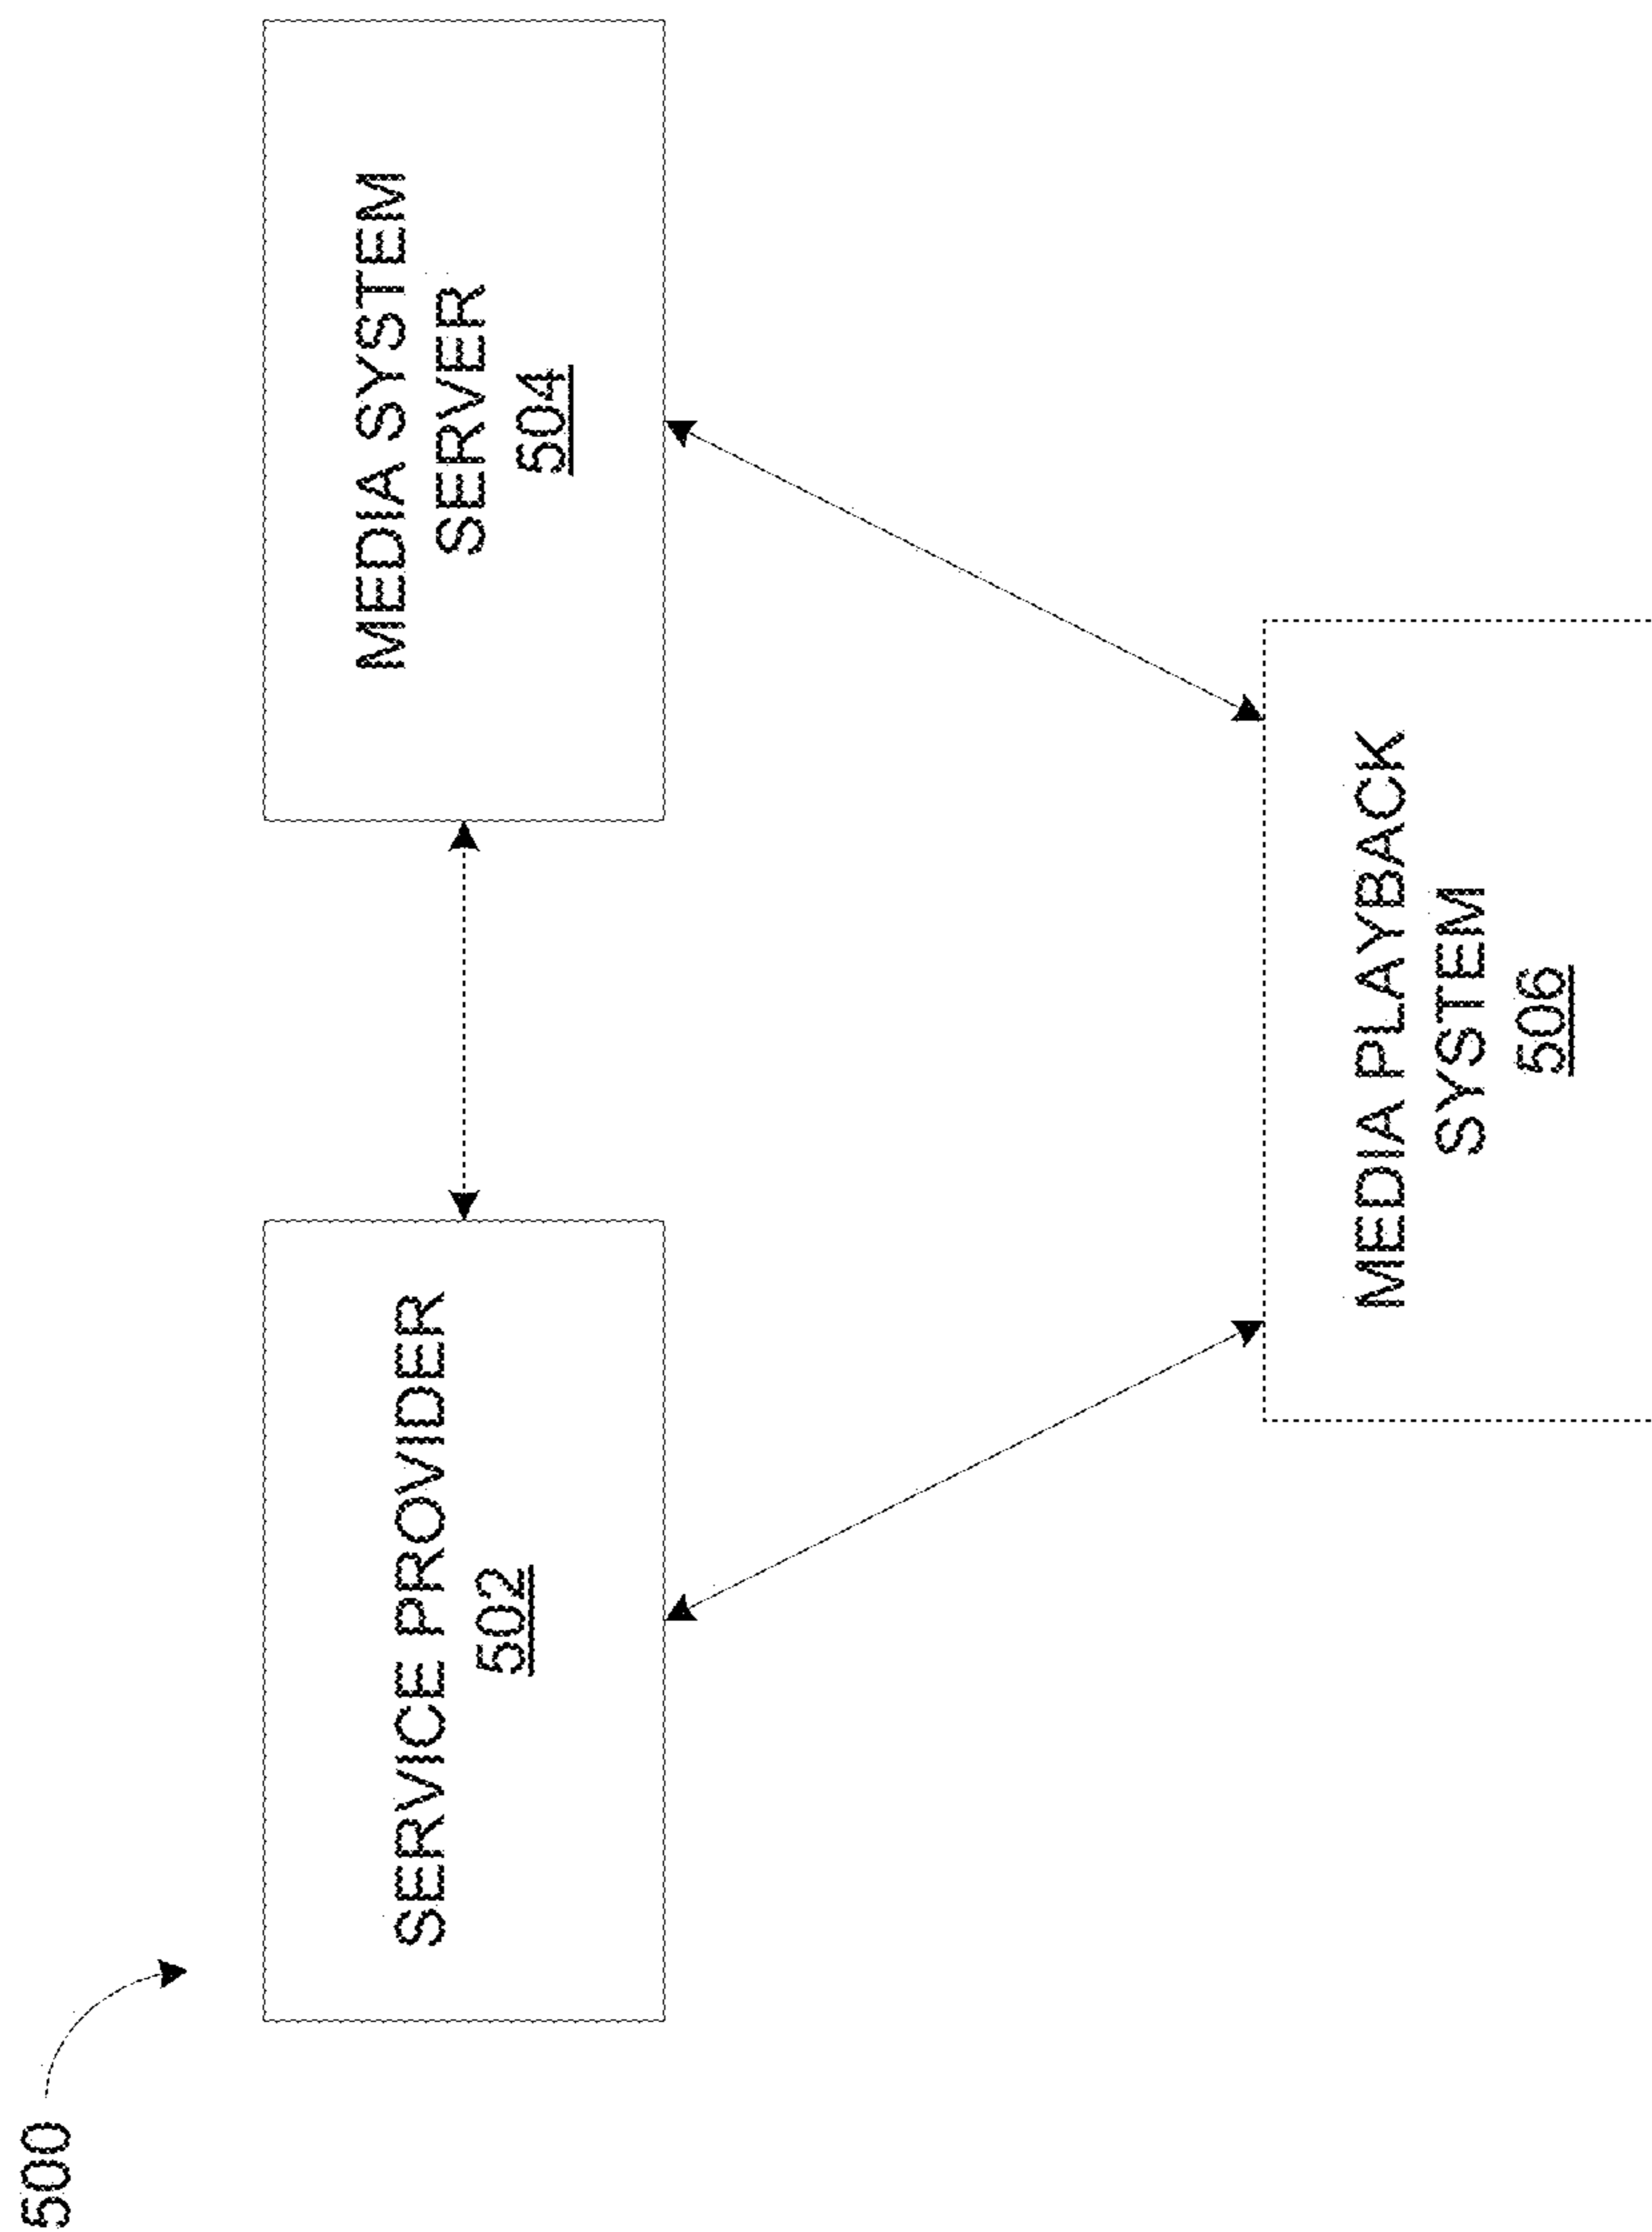 500
SERVICE PROVIDER
502
MEDIA SYSTEM
SERVER
504
MEDIA PLAYBACK
SYSTEM
506